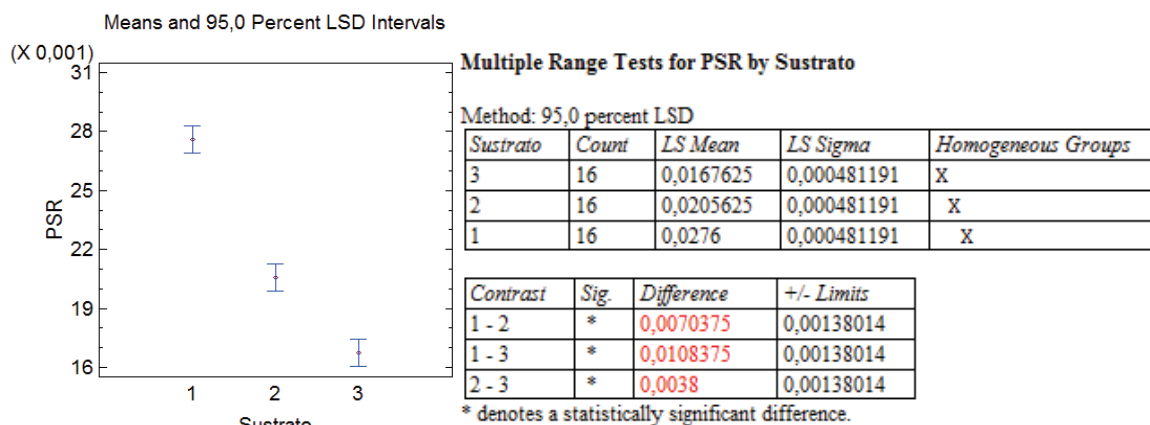 Means and 95,0 Percent LSD Intervals
(X 0,001)
31
28
25
22
19
16
PSR
1 2 3
Sustrato
Multiple Range Tests for PSR by Sustrato
Method: 95,0 percent LSD
Sustrato Count LS Mean LS Sigma Homogeneous Groups
3 16 0,0167625 0,000481191 X
2 16 0,0205625 0,000481191 X
1 16 0,0276 0,000481191 X
Contrast Sig. Difference +/- Limits
1 - 2 * 0,0070375 0,00138014
1 - 3 * 0,0108375 0,00138014
2 - 3 * 0,0038 0,00138014
* denotes a statistically significant difference.